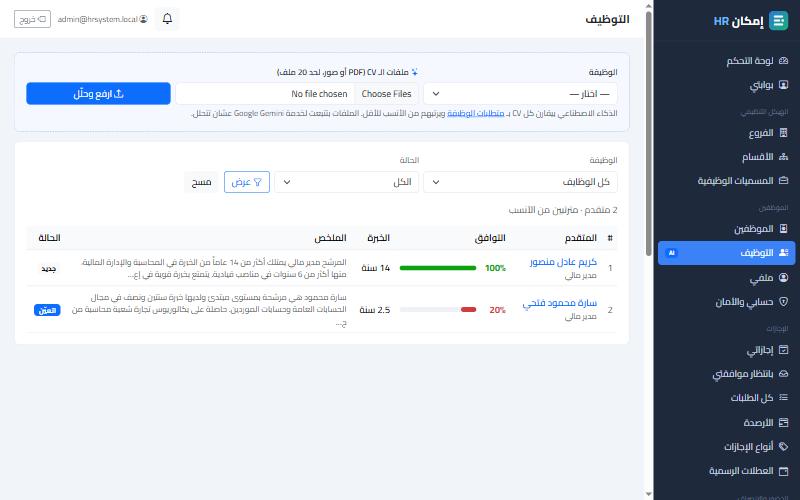 إمكان HR
لوحة التحكم
بوابتي
الهيكل التنظيمي
الفروع
الأقسام
المسميات الوظيفية
الموظفين
الموظفين
التوظيف AI
ملفي
حسابي والأمان
الإجازات
إجازاتي
بانتظار موافقتي
كل الطلبات
الأرصدة
أنواع الإجازات
العطلات الرسمية
التوظيف
admin@hrsystem.local
خروج
الوظيفة
ملفات الـ CV (PDF أو صور، لحد 20 ملف)
— اختار —
Choose Files No file chosen
ارفع وحلّل
الذكاء الاصطناعي بيقارن كل CV بـ متطلبات الوظيفة ويرتبهم من الأنسب للأقل. الملفات بتتبعت لخدمة Google Gemini عشان تتحلل.
الوظيفة
الحالة
كل الوظايف
الكل
عرض
مسح
2 متقدم · مترتبين من الأنسب
# المتقدم التوافق الخبرة الملخص الحالة
1 كريم عادل منصور 100% 14 سنة
مدير مالي
المرشح مدير مالي يمتلك أكثر من 14 عاماً من الخبرة في المحاسبة والإدارة المالية،
منها أكثر من 6 سنوات في مناصب قيادية. يتمتع بخبرة قوية في إع...
جديد
2 سارة محمود فتحي 20% 2.5 سنة
مدير مالي
سارة محمود هي مرشحة بمستوى مبتدئ ولديها خبرة سنتين ونصف في مجال
الحسابات العامة وحسابات الموردين. حاصلة على بكالوريوس تجارة شعبة محاسبة من
ج...
اتعيّن